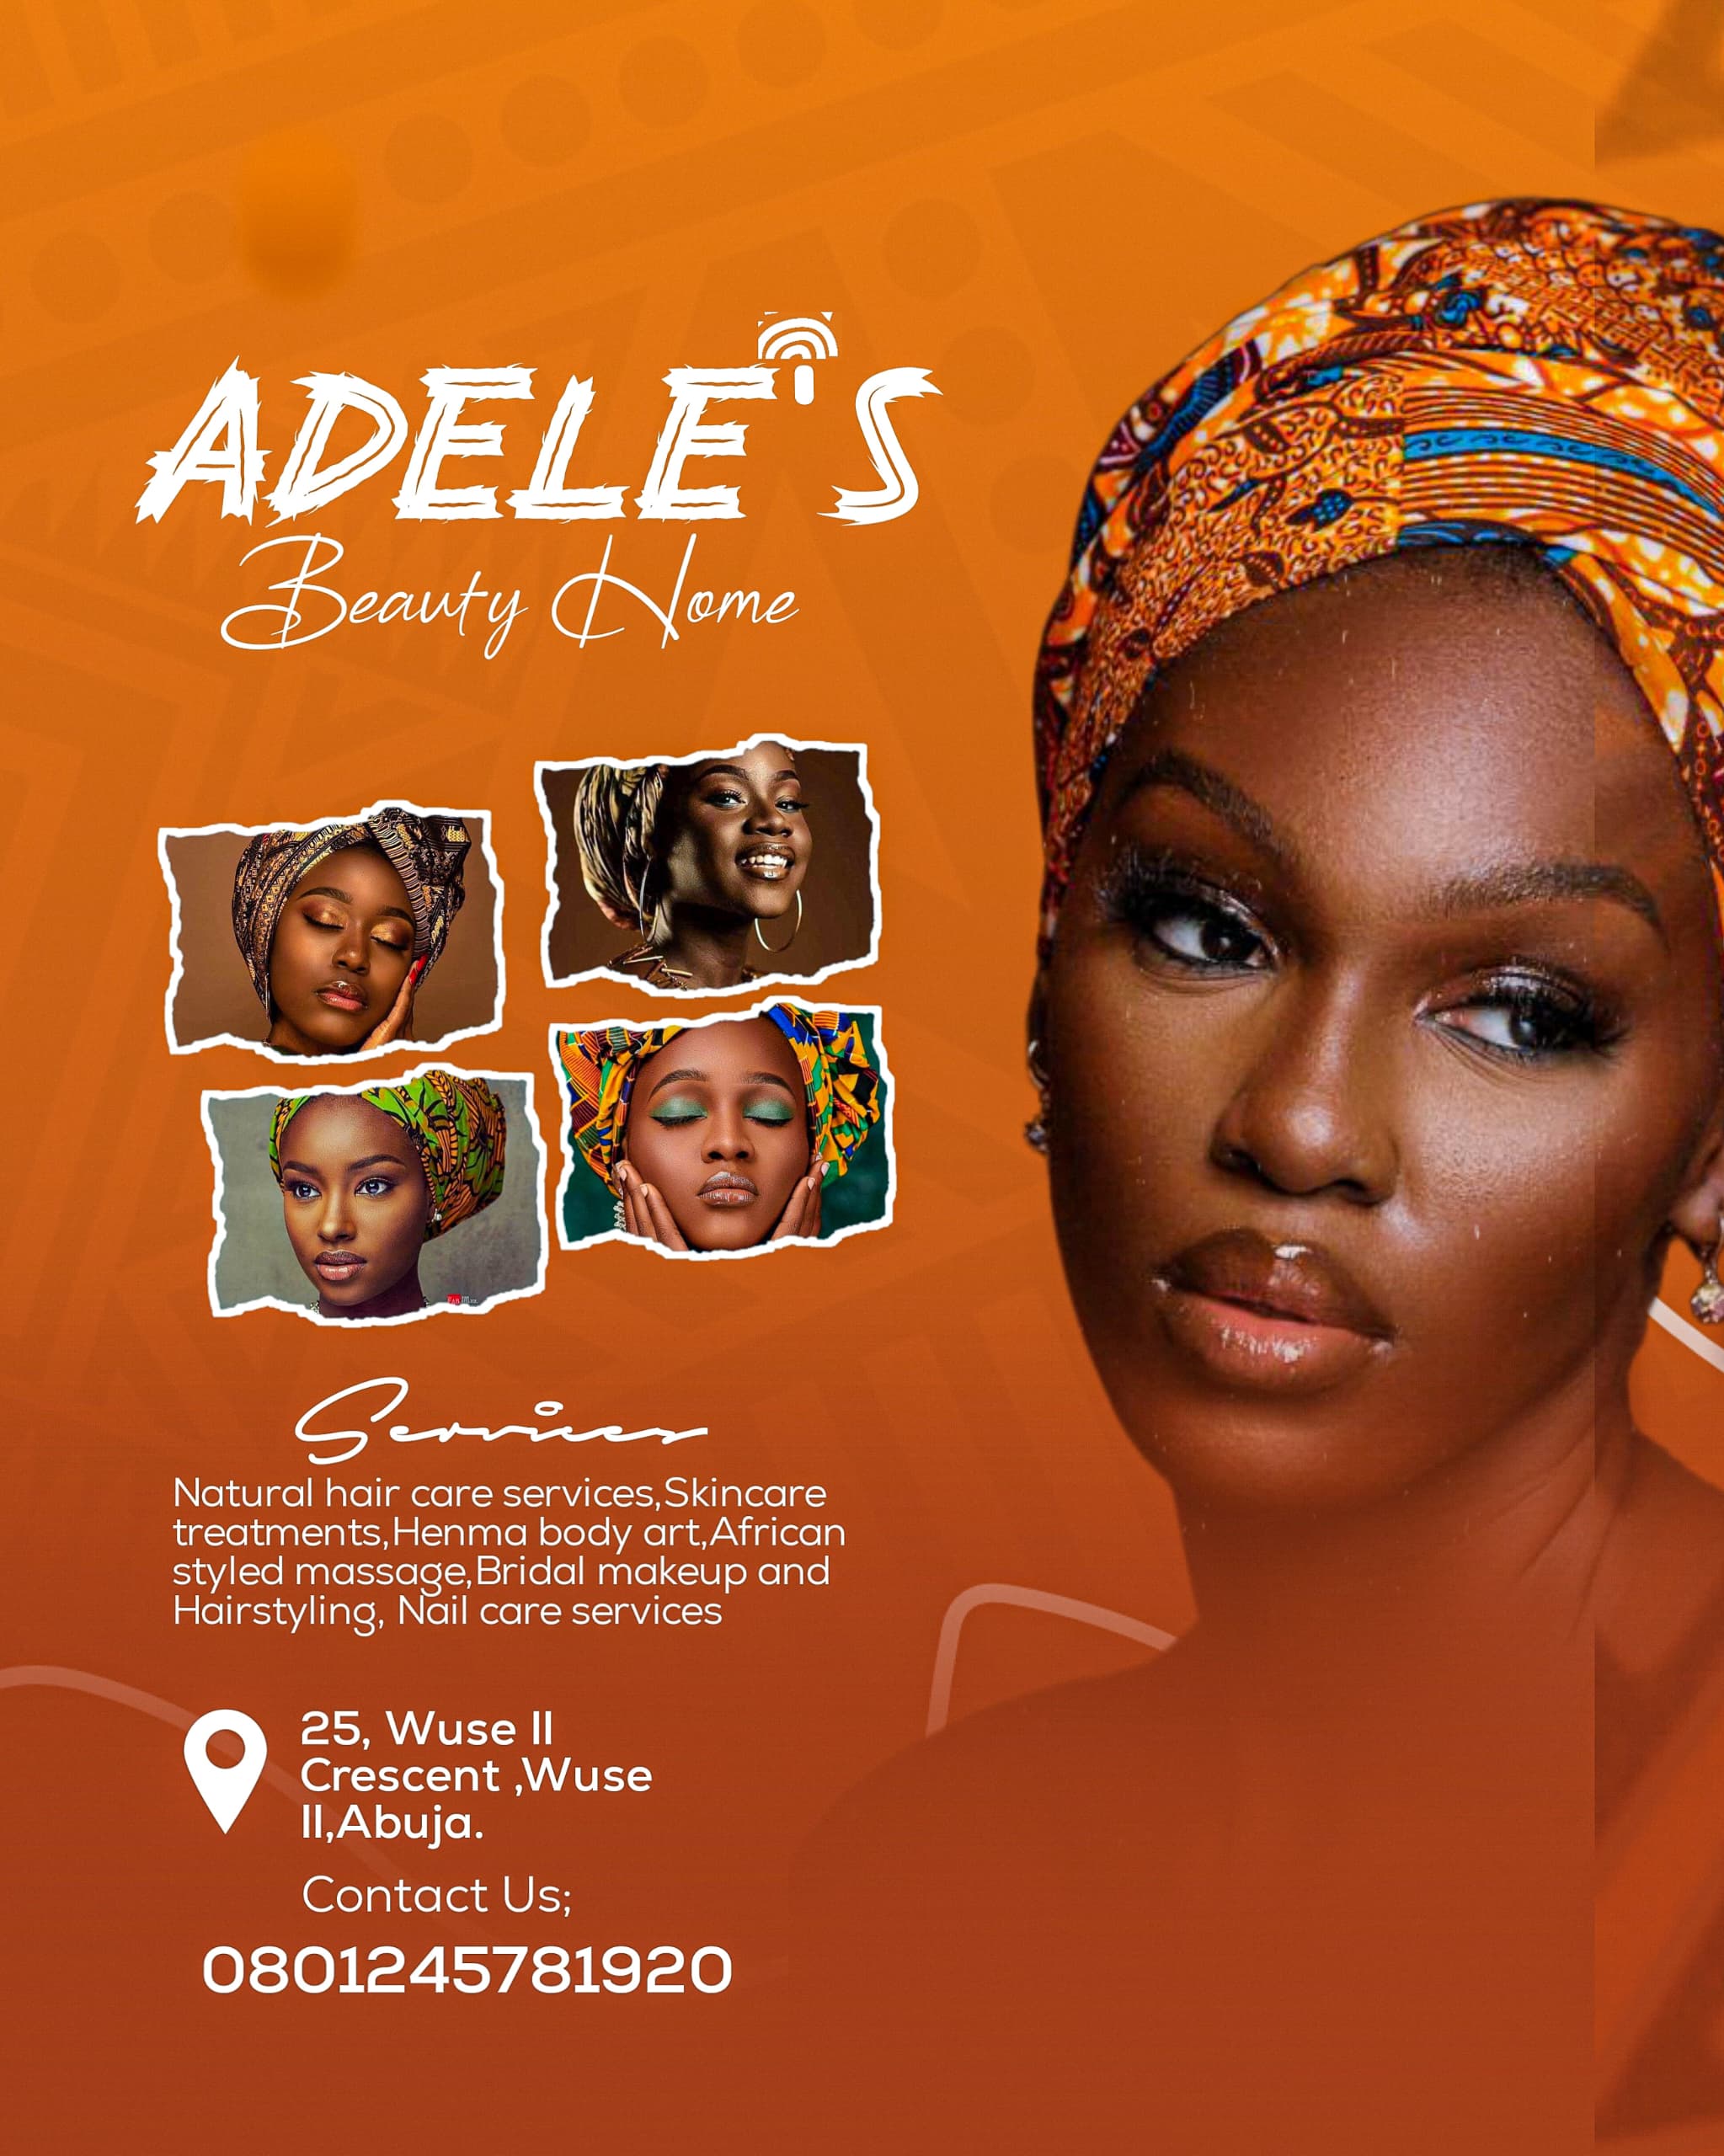 ADELE'S
Beauty Home
Services
Natural hair care services,Skincare
treatments,Henma body art,African
styled massage,Bridal makeup and
Hairstyling, Nail care services
25, Wuse II
Crescent ,Wuse
II,Abuja.
Contact Us;
0801245781920